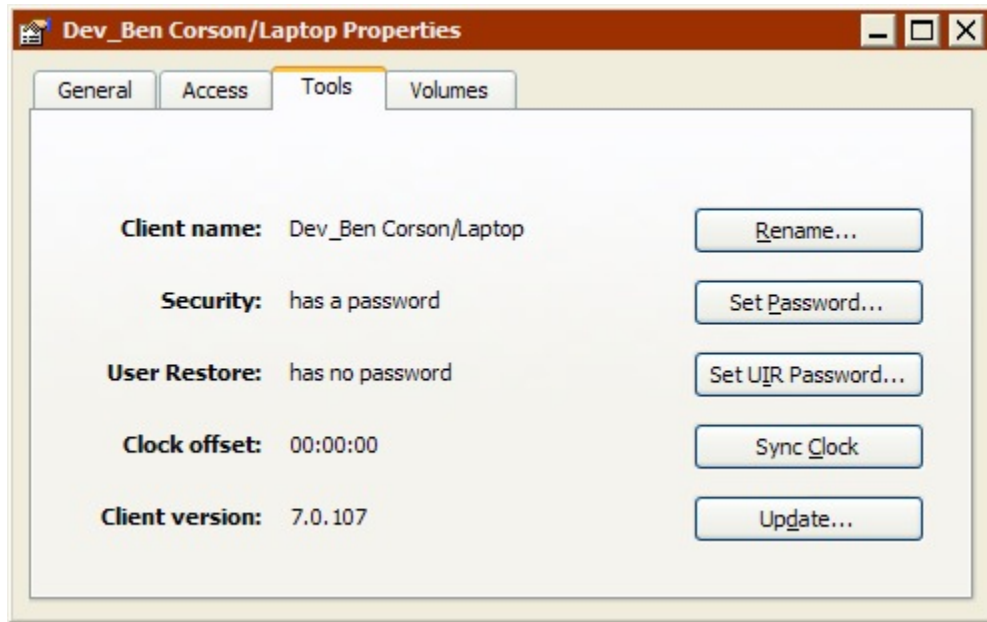 Dev_Ben Corson/Laptop Properties
General Access Tools Volumes
Client name: Dev_Ben Corson/Laptop Rename...
Security: has a password Set Password...
User Restore: has no password Set UIR Password...
Clock offset: 00:00:00 Sync Clock
Client version: 7.0.107 Update...